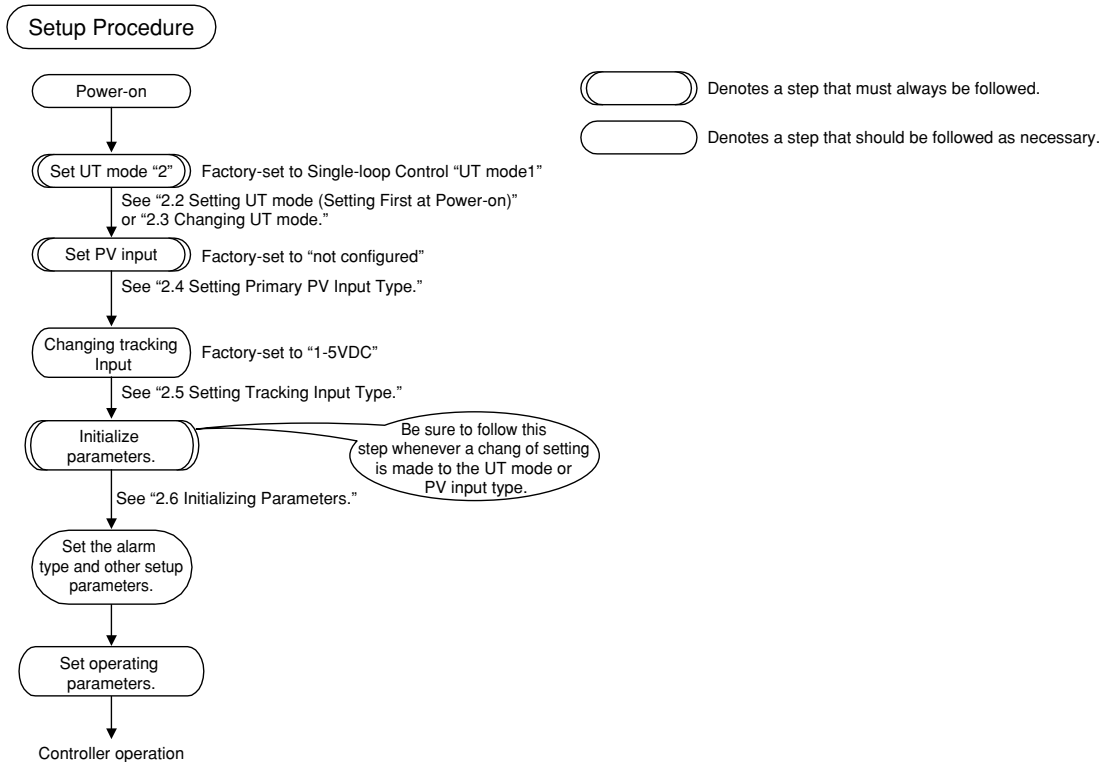 Setup Procedure
Power-on
Denotes a step that must always be followed.
Denotes a step that should be followed as necessary.
Set UT mode “2”
Factory-set to Single-loop Control “UT mode1”
See “2.2 Setting UT mode (Setting First at Power-on)”
or “2.3 Changing UT mode.”
Set PV input
Factory-set to “not configured”
See “2.4 Setting Primary PV Input Type.”
Changing tracking
Input
Factory-set to “1-5VDC”
See “2.5 Setting Tracking Input Type.”
Initialize
parameters.
Be sure to follow this
step whenever a chang of setting
is made to the UT mode or
PV input type.
See “2.6 Initializing Parameters.”
Set the alarm
type and other setup
parameters.
Set operating
parameters.
Controller operation